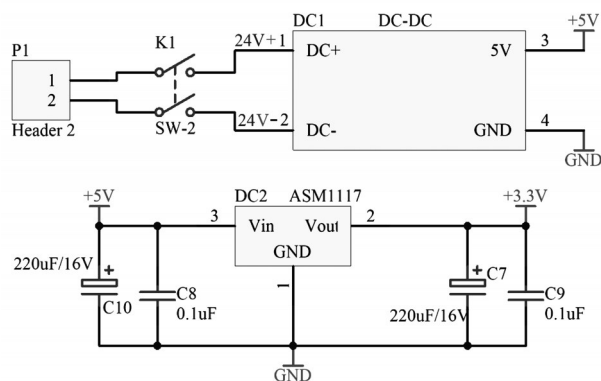 DC1 DC-DC +5V
P1 K1 24V+ 1 DC+ 5V 3
1
2
Header 2 SW-2 24V- 2 DC- GND 4
GND
+5V DC2 ASM1117 +3.3V
3 Vin Vout 2
GND
220uF/16V + C10 C8 0.1uF 1 + C7 220uF/16V C9 0.1uF
GND